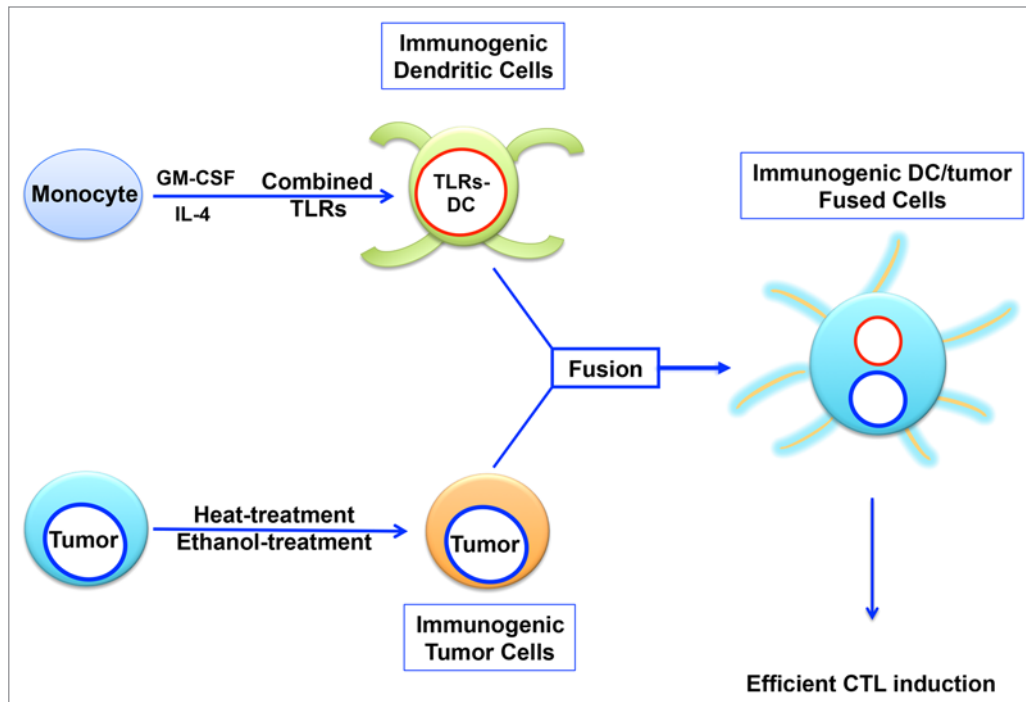 Immunogenic
Dendritic Cells
Monocyte
GM-CSF
IL-4
Combined
TLRs
TLRs-
DC
Immunogenic DC/tumor
Fused Cells
Fusion
Tumor
Heat-treatment
Ethanol-treatment
Tumor
Immunogenic
Tumor Cells
Efficient CTL induction